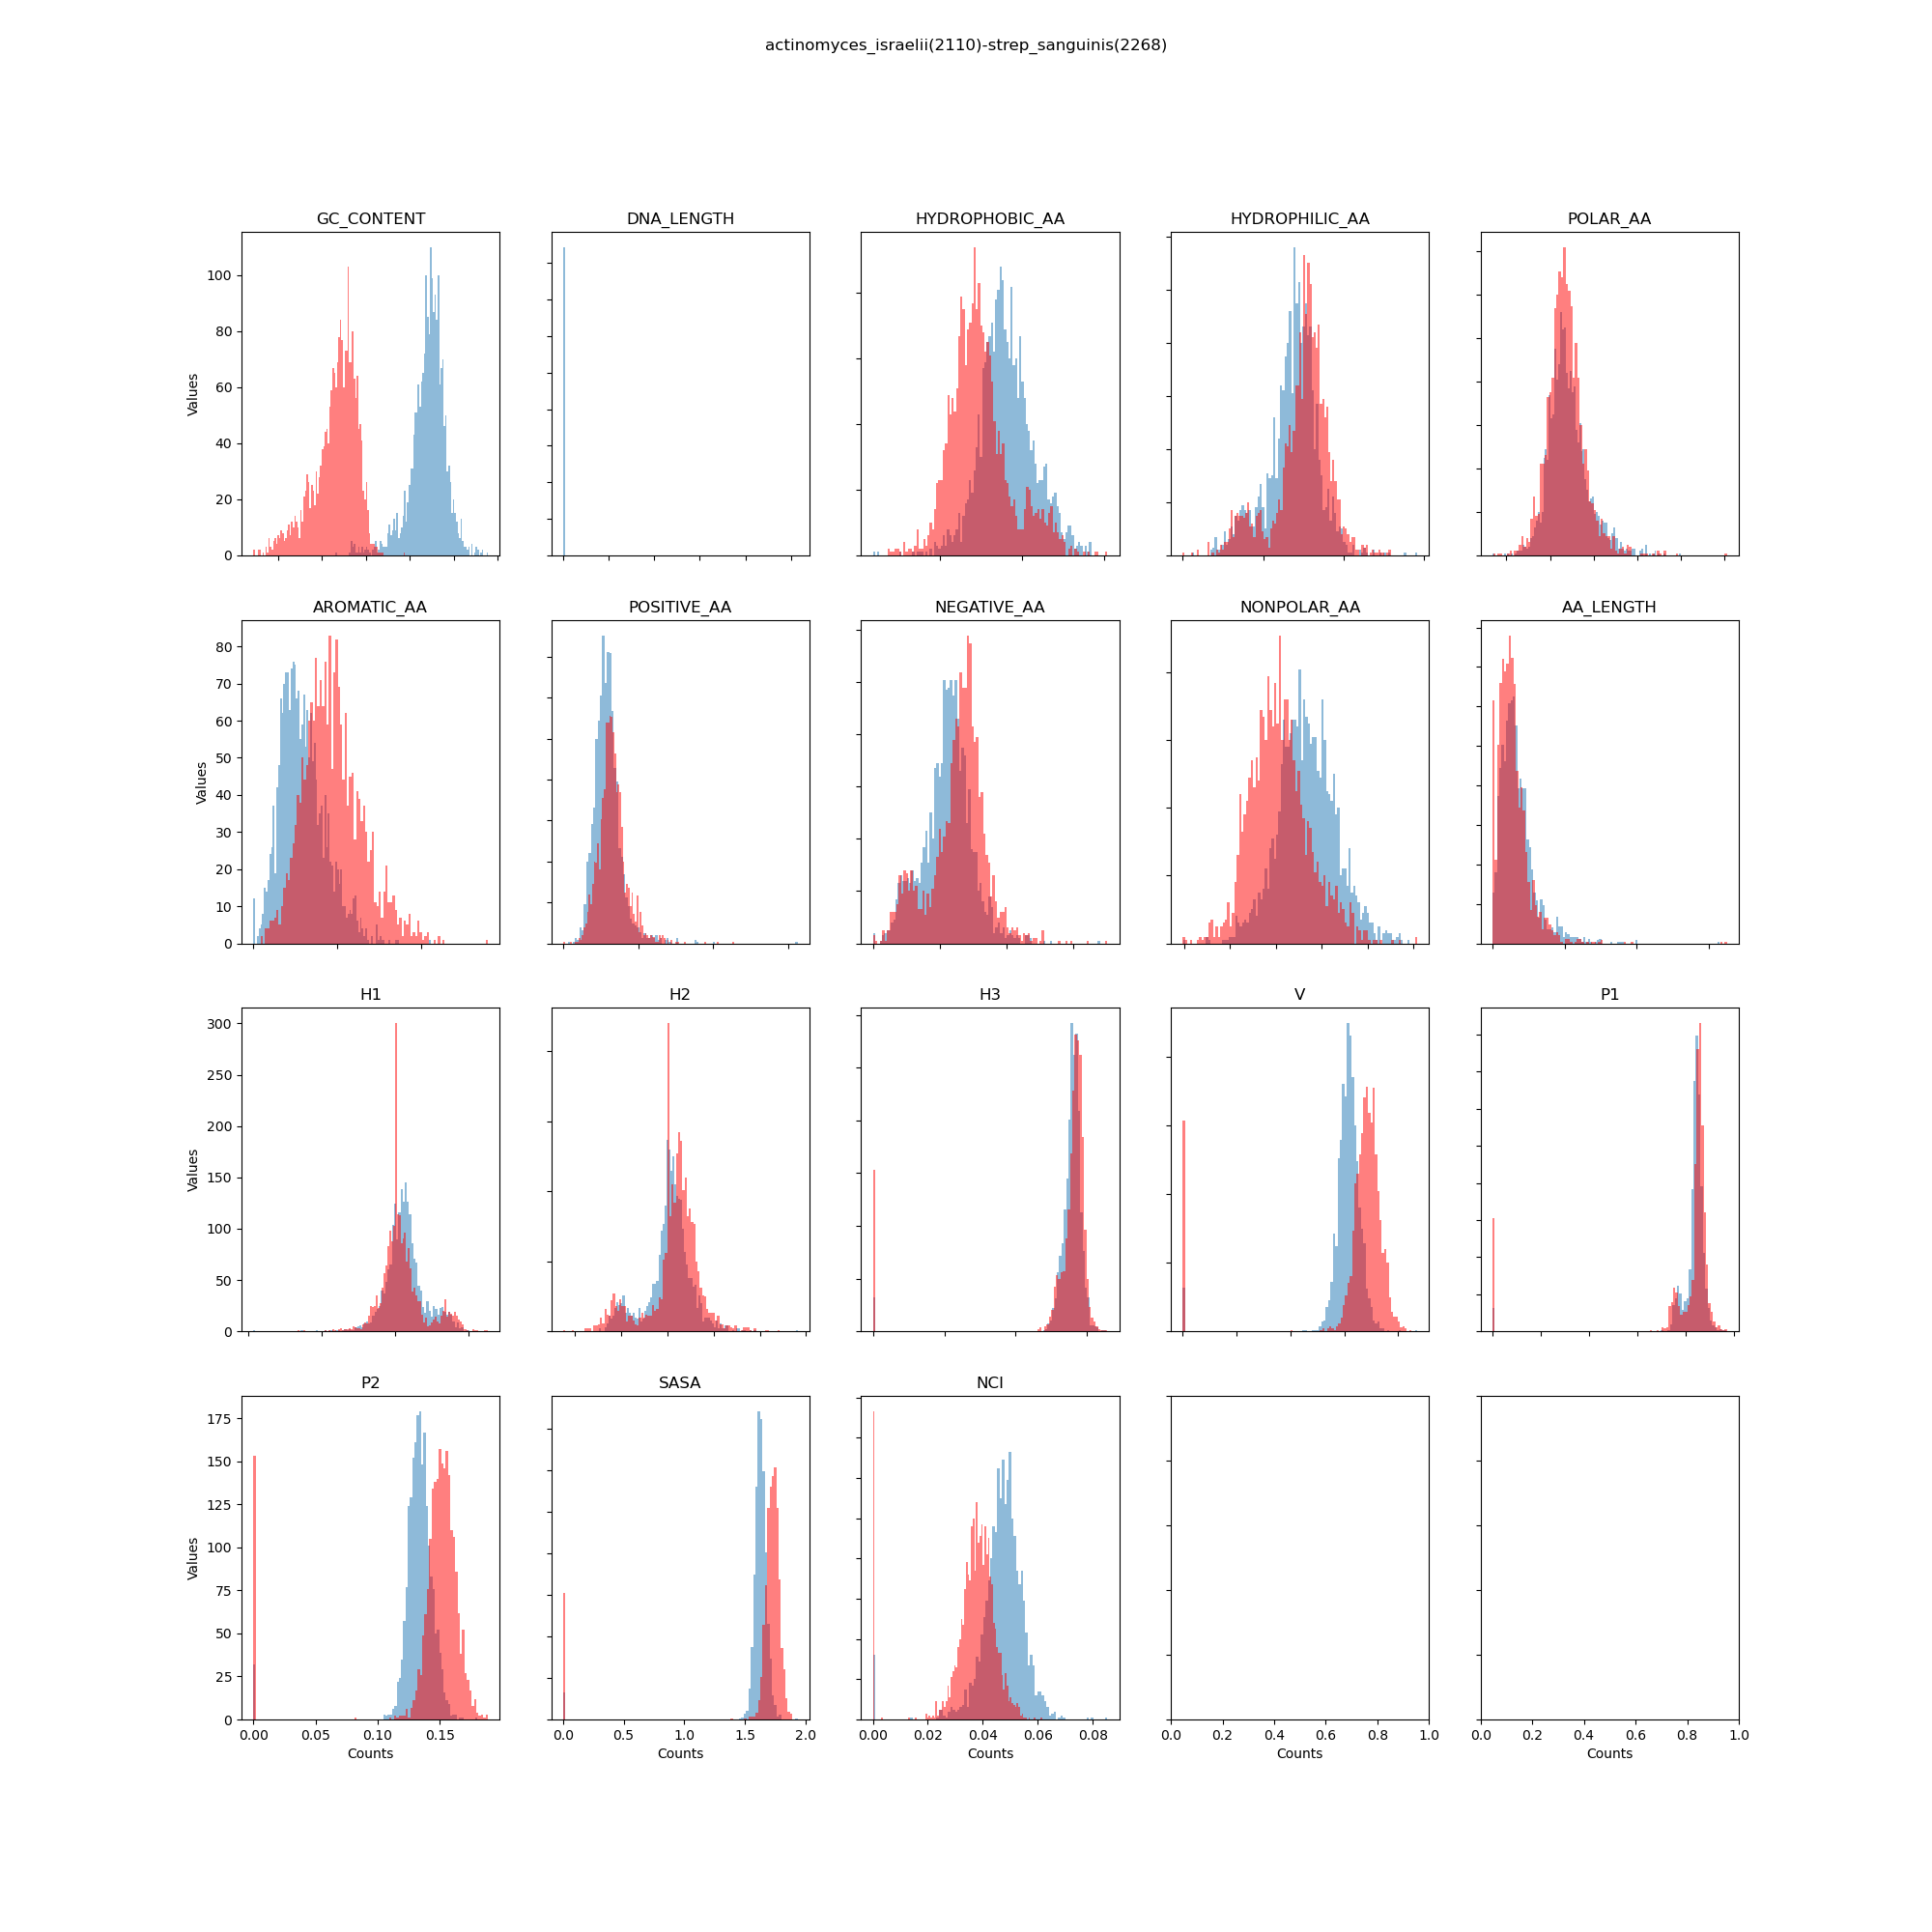 actinomyces_israelii(2110)-strep_sanguinis(2268)
GC_CONTENT DNA_LENGTH HYDROPHOBIC_AA HYDROPHILIC_AA POLAR_AA
100
80
60
40
20
0
Values
AROMATIC_AA POSITIVE_AA NEGATIVE_AA NONPOLAR_AA AA_LENGTH
80
70
60
50
40
30
20
10
0
Values
H1 H2 H3 V P1
300
250
200
150
100
50
0
Values
P2 SASA NCI
175
150
125
100
75
50
25
0
Values
0.00 0.05 0.10 0.15 0.0 0.5 1.0 1.5 2.0 0.00 0.02 0.04 0.06 0.08 0.0 0.2 0.4 0.6 0.8 1.0 0.0 0.2 0.4 0.6 0.8 1.0
Counts Counts Counts Counts Counts